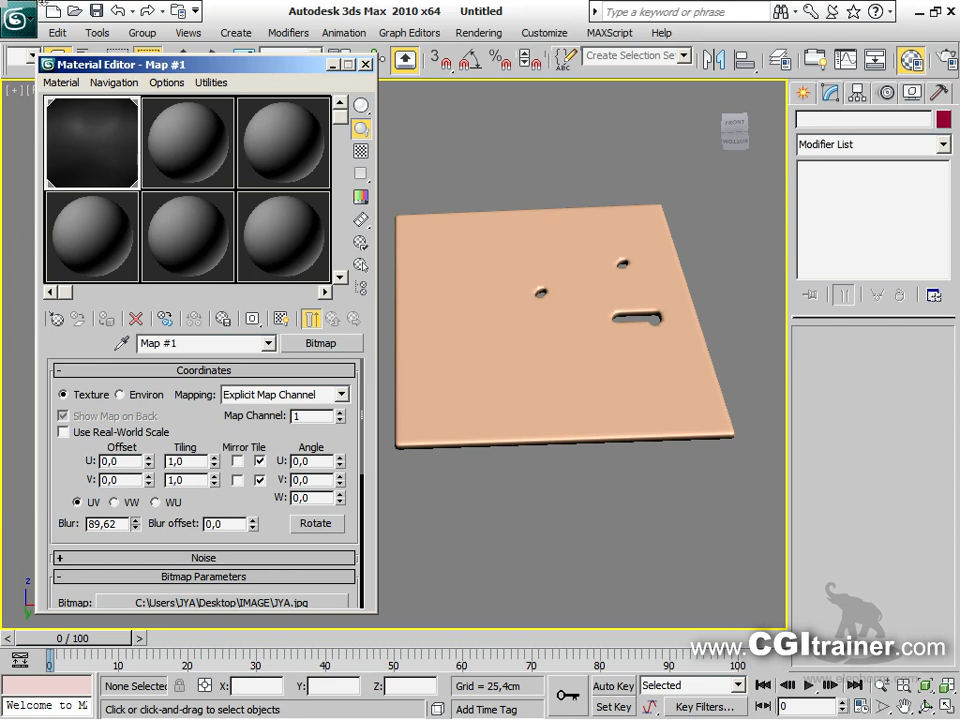 Autodesk 3ds Max 2010 x64 Untitled
Type a keyword or phrase
Edit Tools Group Views Create Modifiers Animation Graph Editors Rendering Customize MAXScript Help
Create Selection Se
Material Editor - Map #1
Material Navigation Options Utilities
FRONT
Modifier List
Map #1 Bitmap
Coordinates
Texture Environ Mapping: Explicit Map Channel
Show Map on Back Map Channel: 1
Use Real-World Scale
Offset Tiling Mirror Tile Angle
U: 0,0 1,0 U: 0,0
V: 0,0 1,0 V: 0,0
W: 0,0
UV VW WU
Blur: 89,62 Blur offset: 0,0 Rotate
Noise
Bitmap Parameters
Bitmap: C:\Users\JYA\Desktop\IMAGE\JYA.jpg
0 / 100
www.CGItrainer.com
0 10 20 30 40 50 60 70 80 90 100
None Selected X: Y: Z: Grid = 25,4cm Auto Key Selected
Welcome to M Click or click-and-drag to select objects Add Time Tag Set Key Key Filters... 0